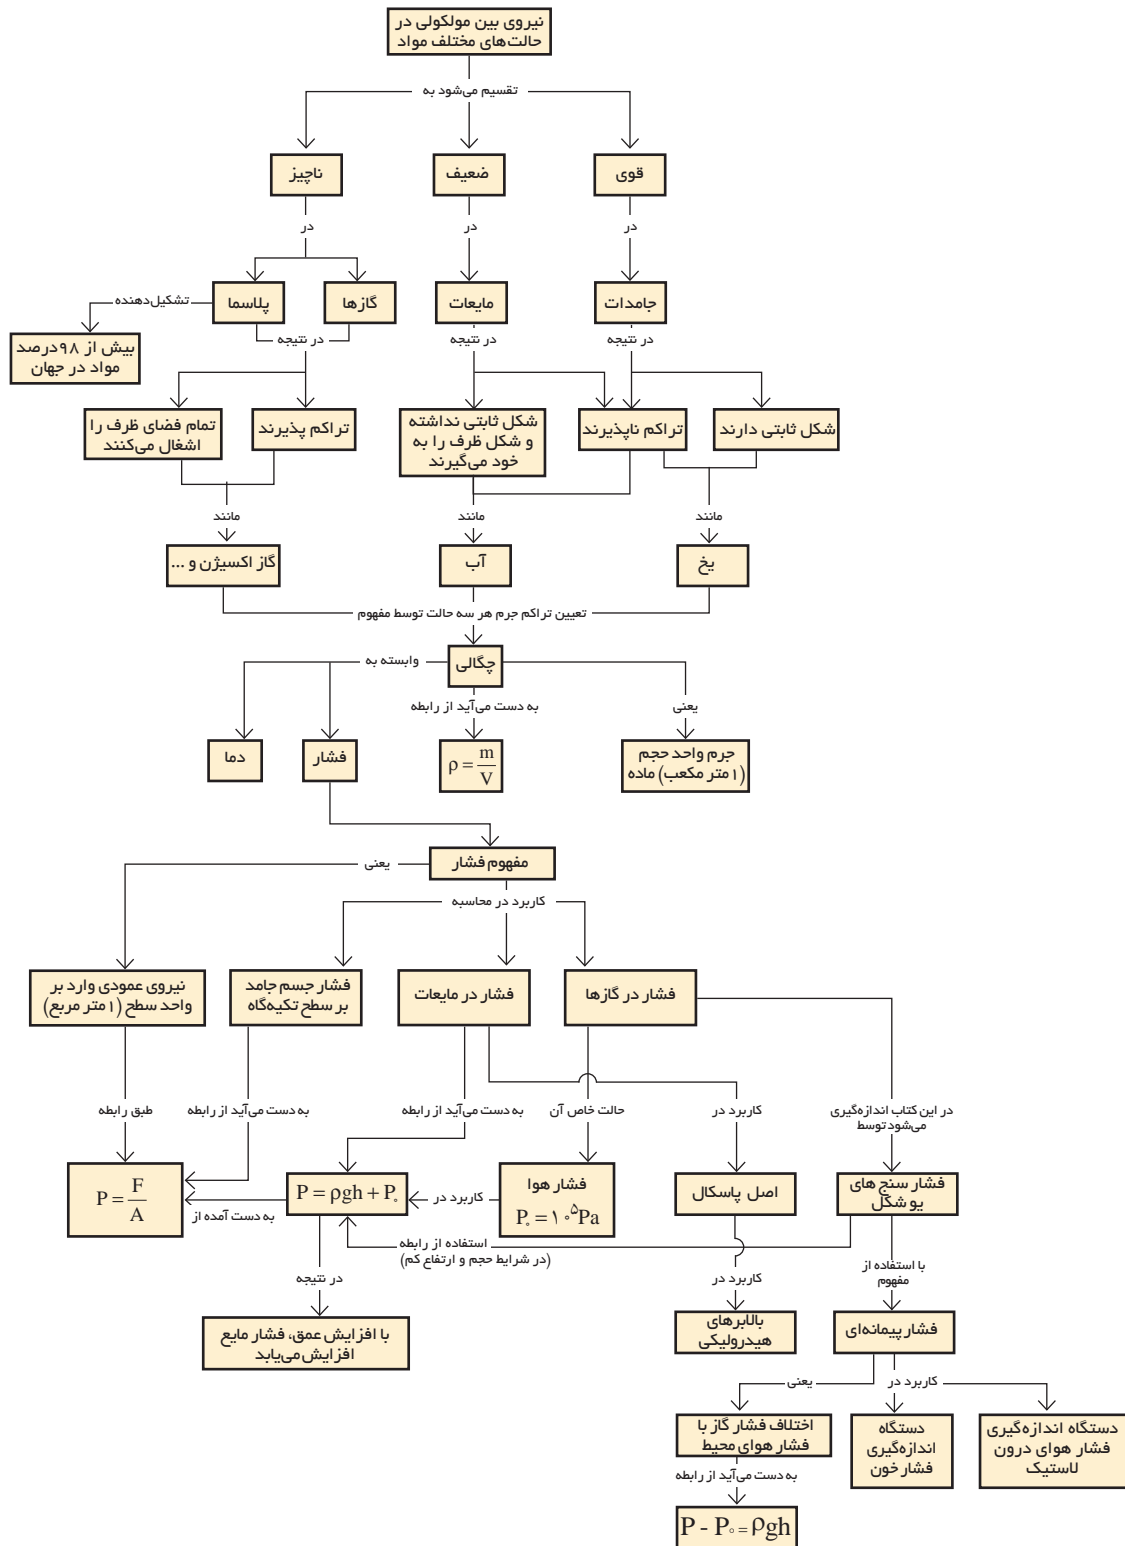 نیروی بین مولکولی در
حالت‌های مختلف مواد
تقسیم می‌شود به
قوی
ضعیف
ناچیز
در
در
در
جامدات
مایعات
گازها
پلاسما
تشکیل‌دهنده
بیش از ۹۸درصد
مواد در جهان
در نتیجه
در نتیجه
در نتیجه
شکل ثابتی دارند
تراکم ناپذیرند
شکل ثابتی نداشته
و شکل ظرف را به
خود می‌گیرند
تراکم پذیرند
تمام فضای ظرف را
اشغال می‌کنند
مانند
مانند
مانند
یخ
آب
گاز اکسیژن و ...
تعیین تراکم جرم هر سه حالت توسط مفهوم
چگالی
وابسته به
یعنی
به دست می‌آید از رابطه
جرم واحد حجم
(۱متر مکعب) ماده
ρ = m/V
فشار
دما
مفهوم فشار
یعنی
کاربرد در محاسبه
فشار در گازها
فشار در مایعات
فشار جسم جامد
بر سطح تکیه‌گاه
نیروی عمودی وارد بر
واحد سطح (۱متر مربع)
در این کتاب اندازه‌گیری
می‌شود توسط
کاربرد در
حالت خاص آن
به دست می‌آید از رابطه
به دست می‌آید از رابطه
طبق رابطه
فشار سنج های
یو شکل
اصل پاسکال
فشار هوا
P₀ = ۱۰⁵Pa
کاربرد در
P = ρgh + P₀
به دست آمده از
P = F/A
استفاده از رابطه
(در شرایط حجم و ارتفاع کم)
با استفاده از
مفهوم
کاربرد در
در نتیجه
فشار پیمانه‌ای
بالابرهای
هیدرولیکی
با افزایش عمق، فشار مایع
افزایش می‌یابد
کاربرد در
یعنی
دستگاه اندازه‌گیری
فشار هوای درون
لاستیک
دستگاه
اندازه‌گیری
فشار خون
اختلاف فشار گاز با
فشار هوای محیط
به دست می‌آید از رابطه
P - P₀ = ρgh